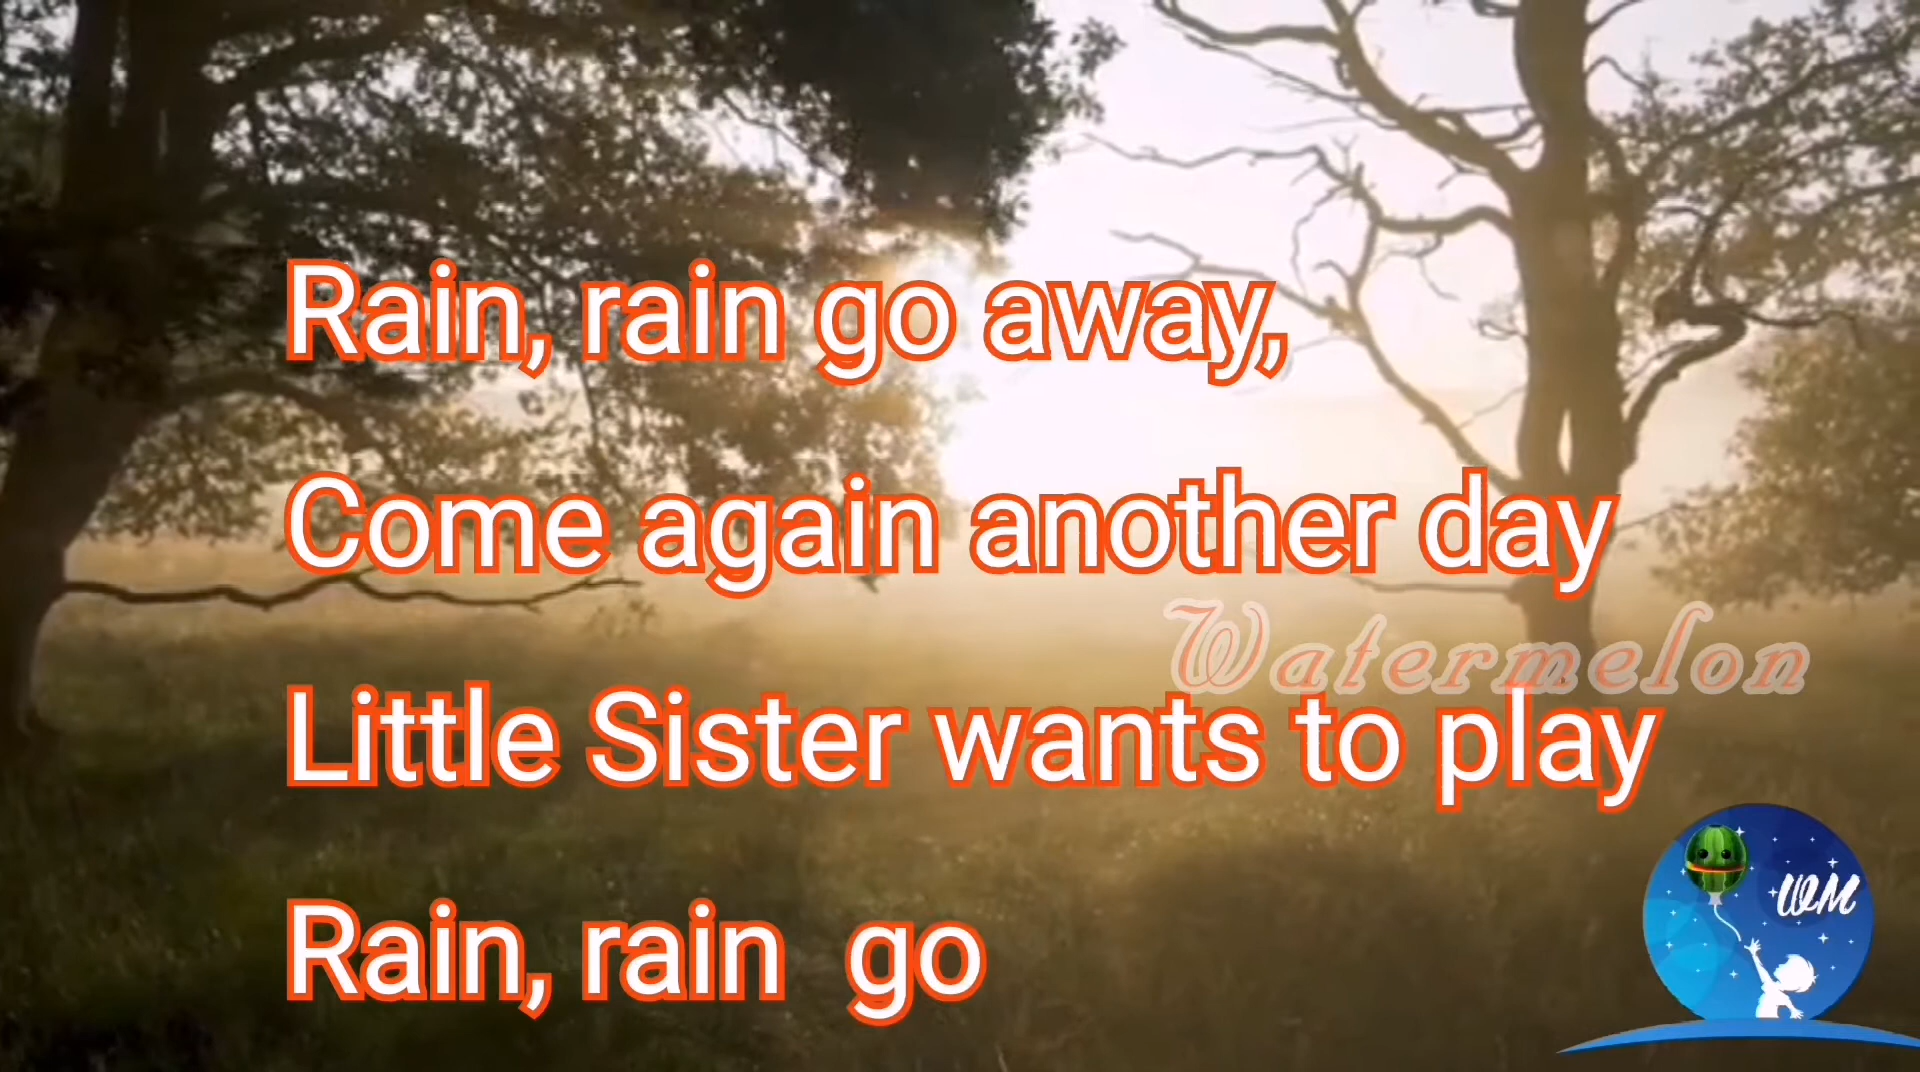 Rain, rain go away,
Come again another day
Watermelon
Little Sister wants to play
WM
Rain, rain  go